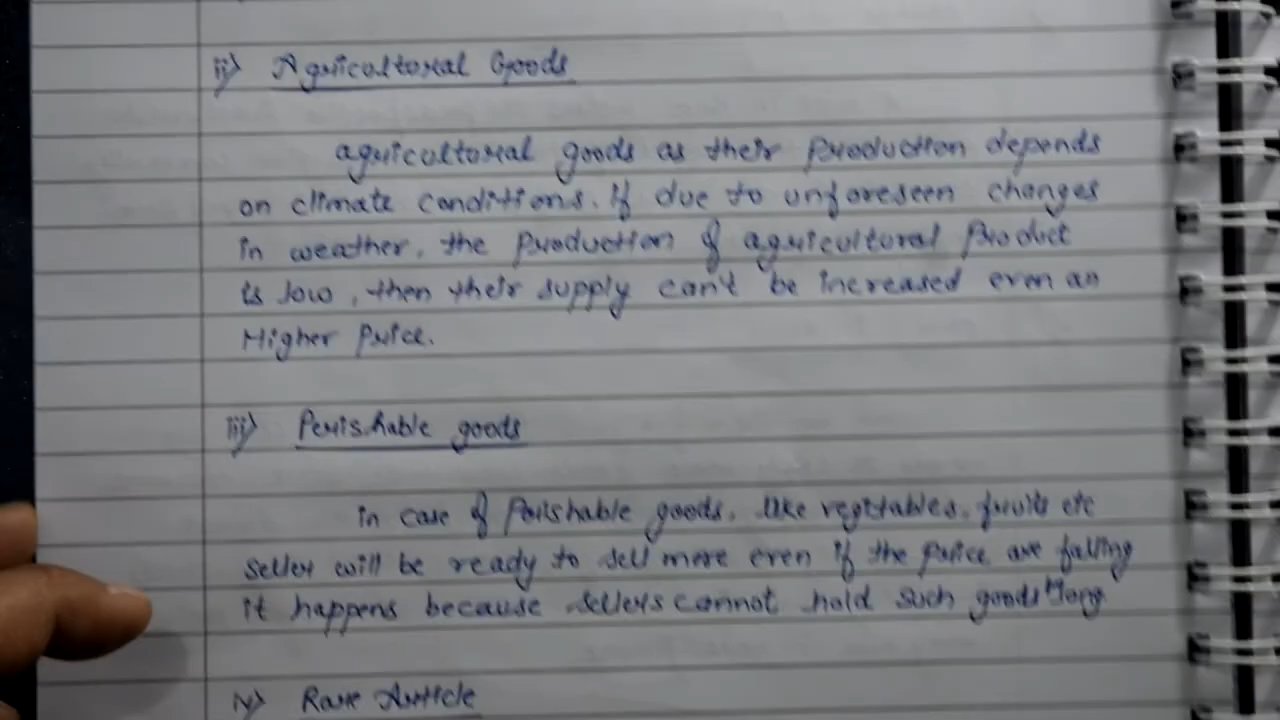 ii) Agricultural Goods
agricultural goods as their production depends
on climate conditions. If due to unforeseen changes
in weather, the production of agricultural product
is low, then their supply can't be increased even an
Higher price.
iii) Perishable goods
in case of Perishable goods, like vegetables, fruits etc
seller will be ready to sell more even if the price are falling
it happens because sellers cannot hold such goods long.
iv) Rare Article